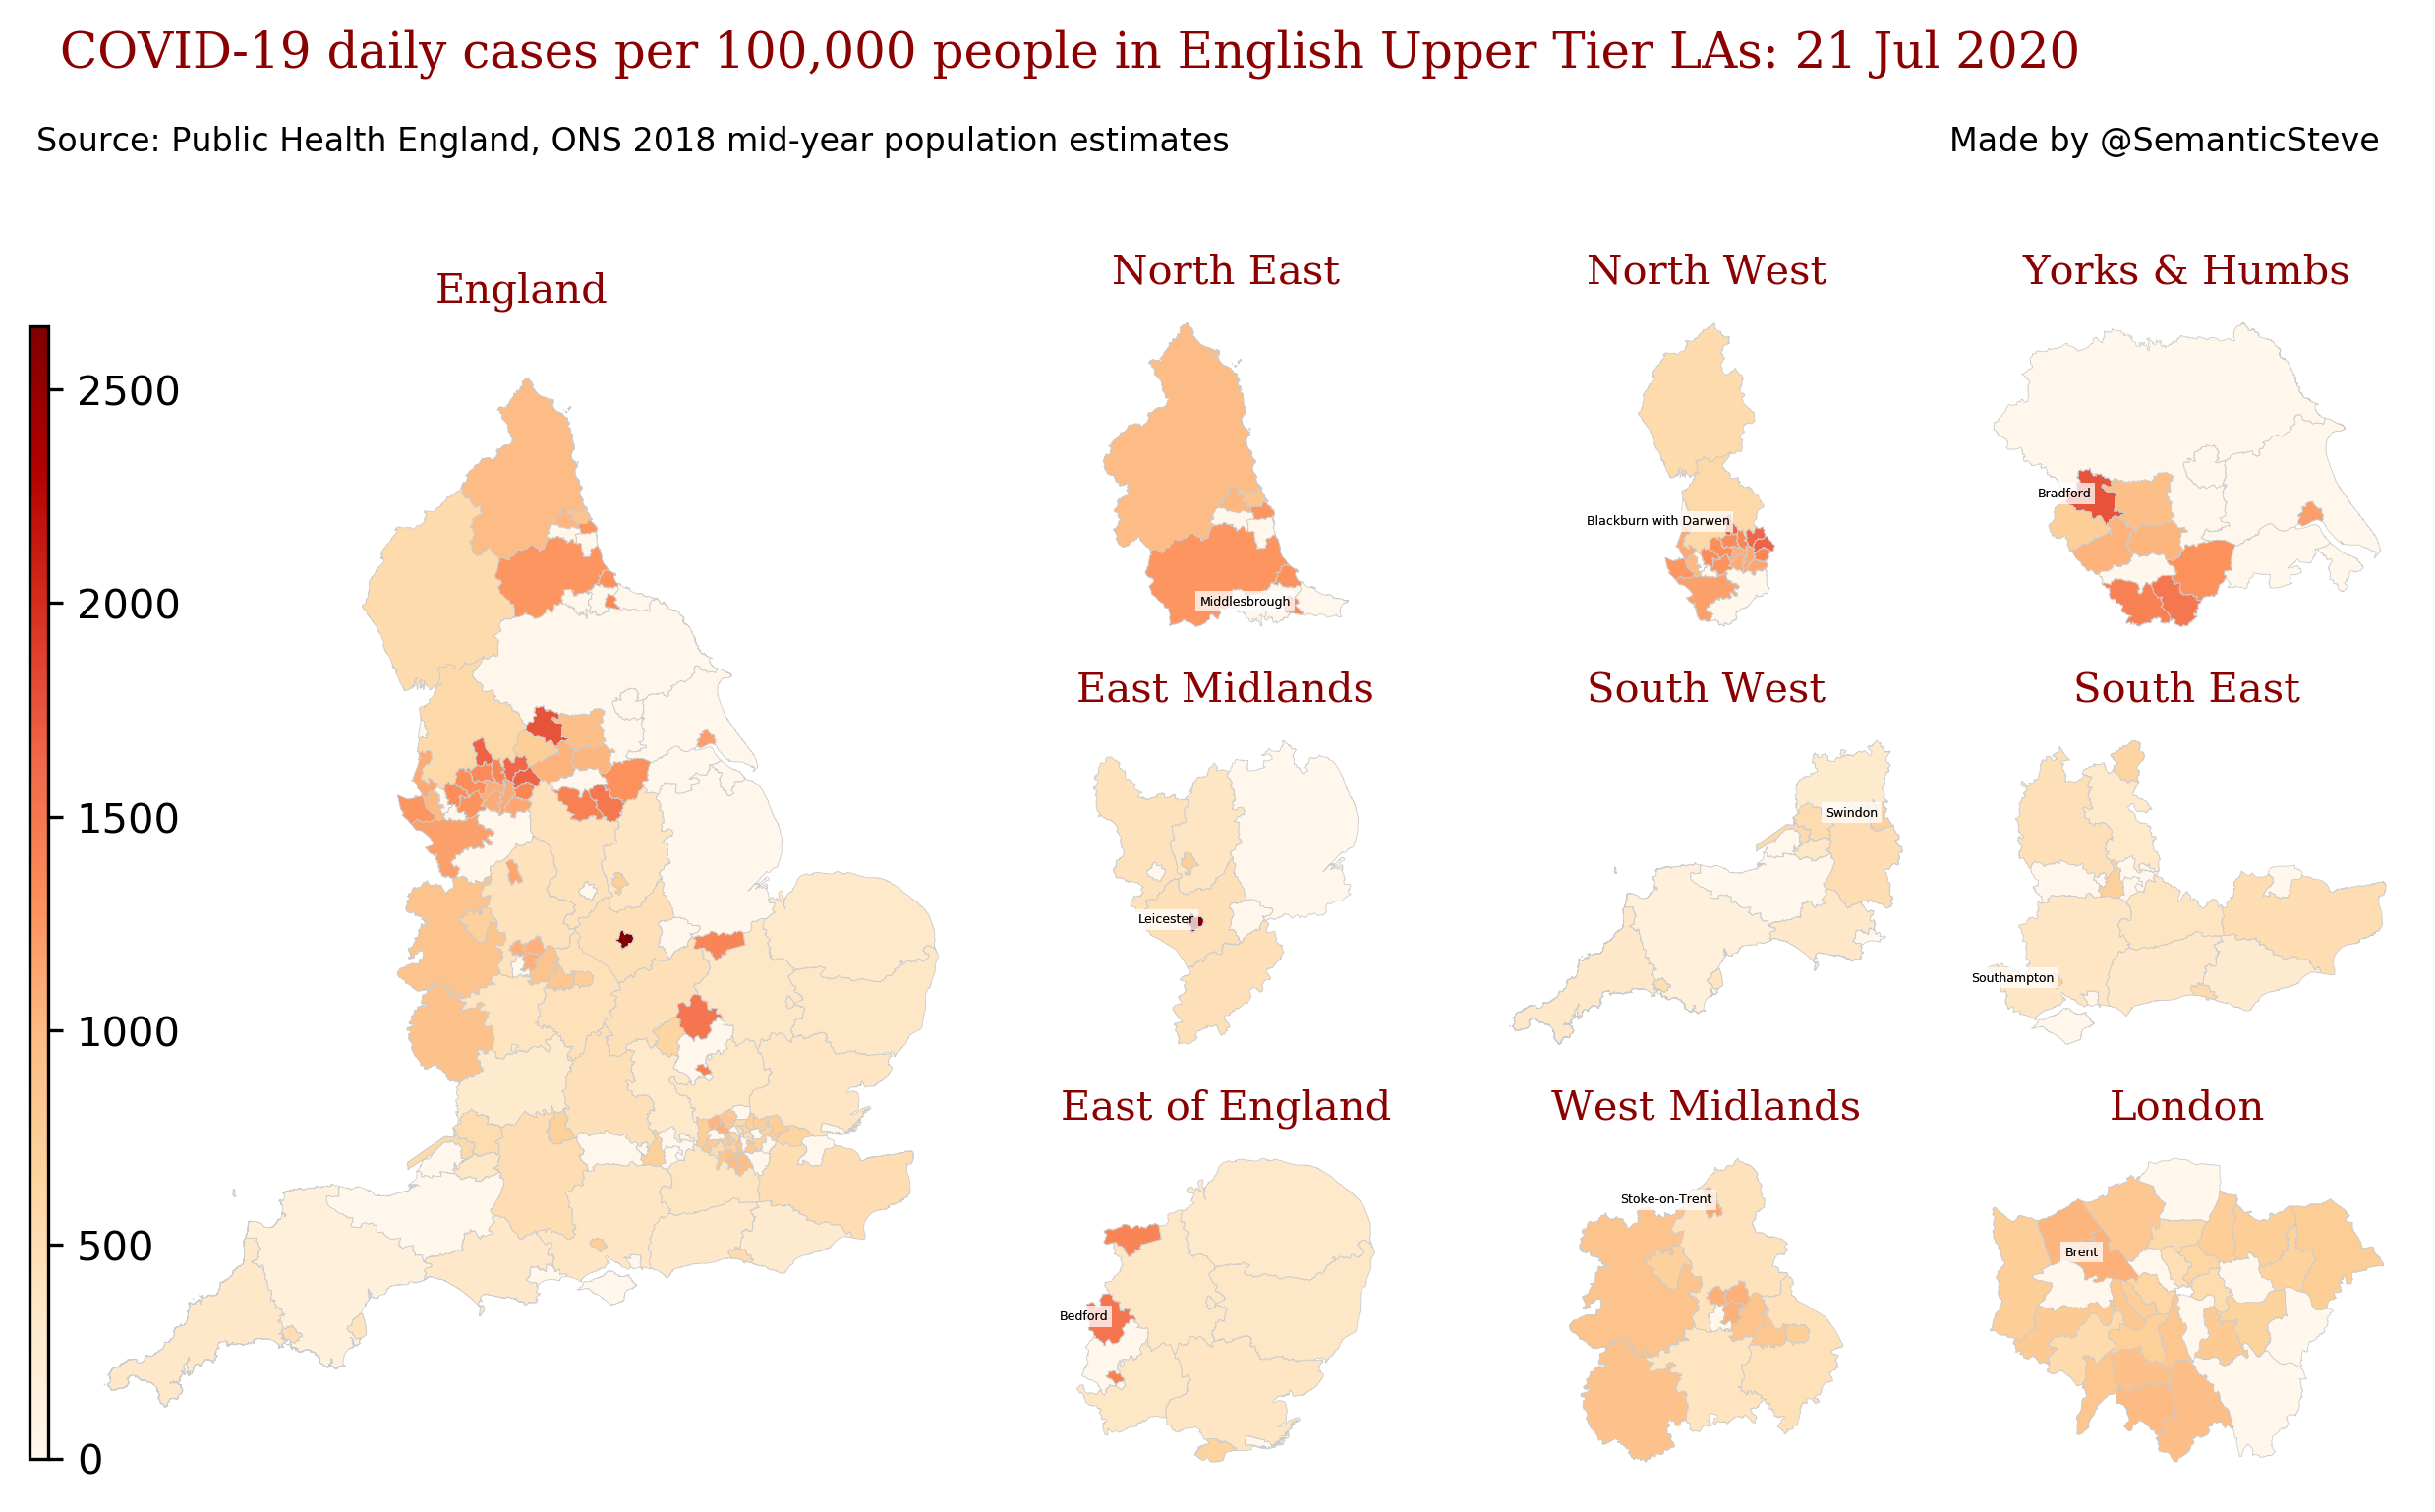 COVID-19 daily cases per 100,000 people in English Upper Tier LAs: 21 Jul 2020
Source: Public Health England, ONS 2018 mid-year population estimates
Made by @SemanticSteve
England
2500
2000
1500
1000
500
0
North East
Middlesbrough
North West
Blackburn with Darwen
Yorks & Humbs
Bradford
East Midlands
Leicester
South West
Swindon
South East
Southampton
East of England
Bedford
West Midlands
Stoke-on-Trent
London
Brent